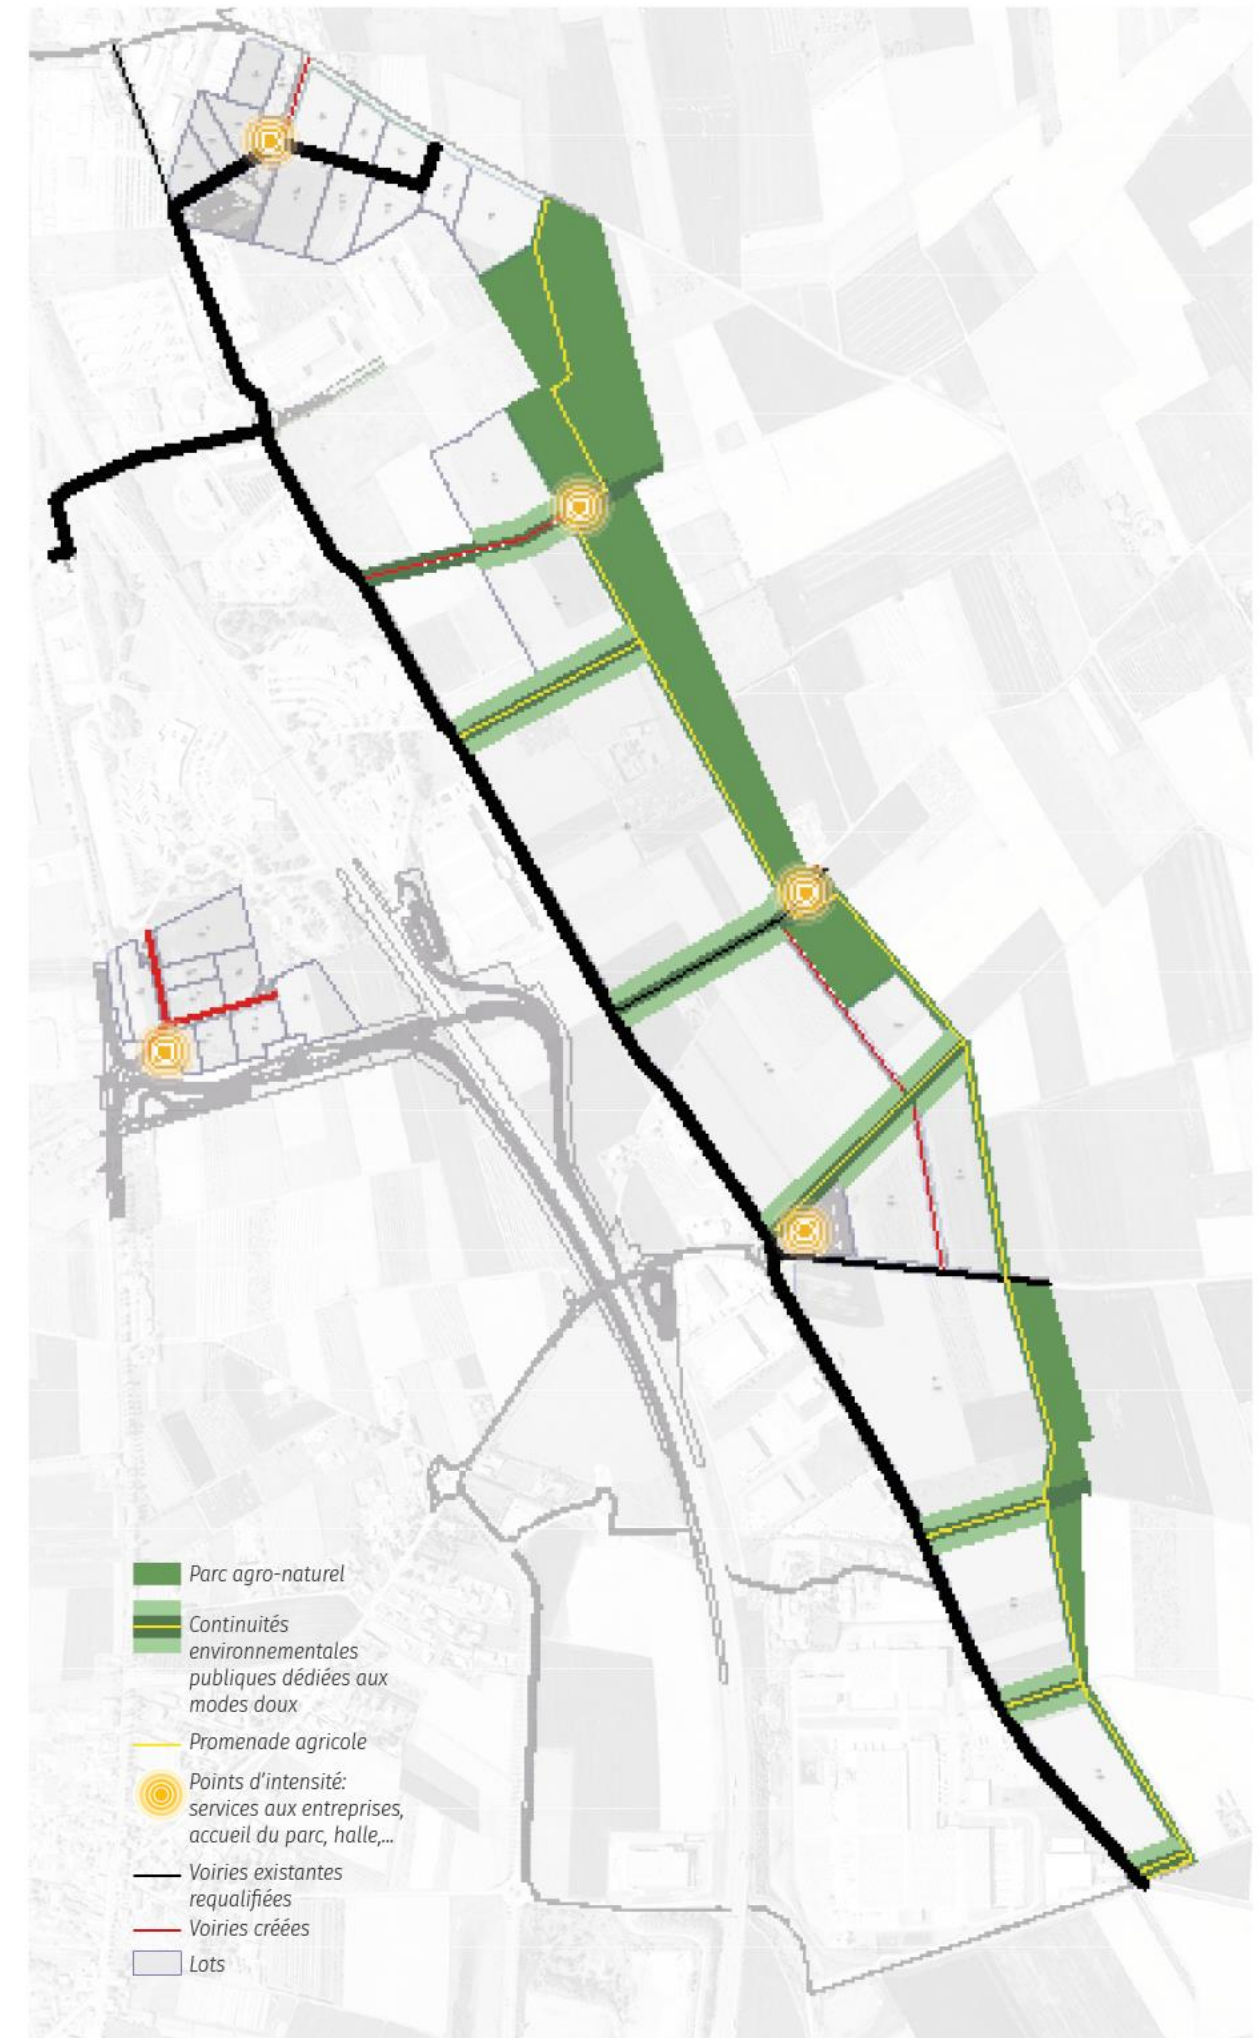 Parc agro-naturel
Continuités
environnementales
publiques dédiées aux
modes doux
Promenade agricole
Points d'intensité:
services aux entreprises,
accueil du parc, halle,...
Voiries existantes
requalifiées
Voiries créées
Lots